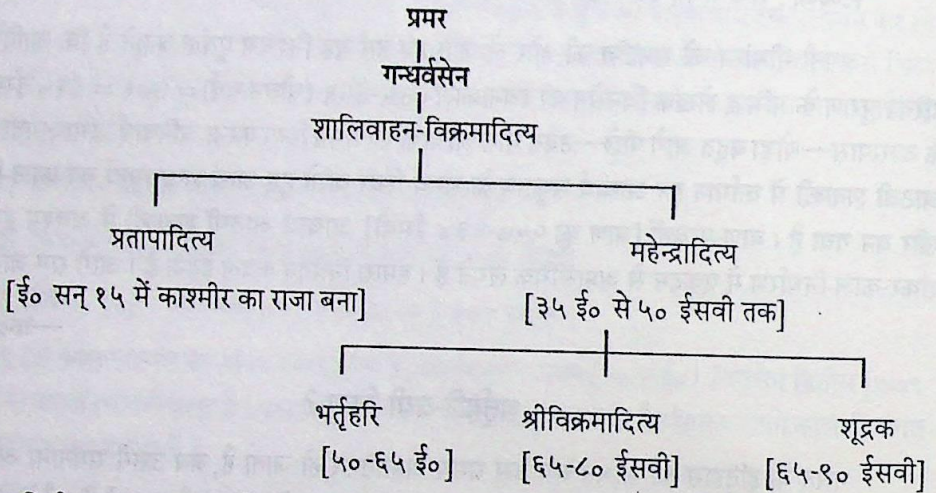 प्रमर
गन्धर्वसेन
शालिवाहन-विक्रमादित्य
प्रतापादित्य
महेन्द्रादित्य
[ई० सन् १५ में काश्मीर का राजा बना]
[३५ ई० से ५० ईसवी तक]
भर्तृहरि श्रीविक्रमादित्य शूद्रक
[५०-६५ ई०] [६५-८० ईसवी] [६५-९० ईसवी]